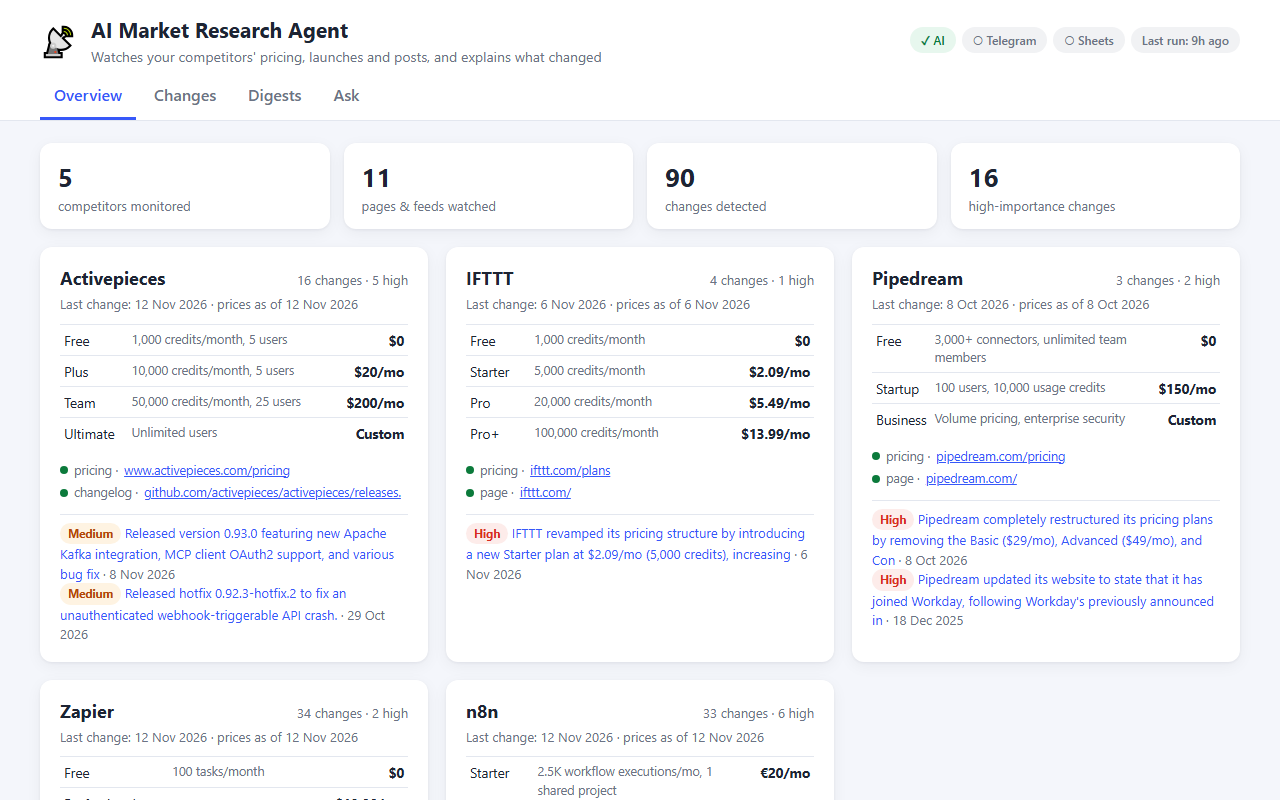 AI Market Research Agent
Watches your competitors' pricing, launches and posts, and explains what changed
✓ AI
○ Telegram
○ Sheets
Last run: 9h ago
Overview
Changes
Digests
Ask
5
competitors monitored
11
pages & feeds watched
90
changes detected
16
high-importance changes
Activepieces
16 changes · 5 high
Last change: 12 Nov 2026 · prices as of 12 Nov 2026
Free 1,000 credits/month, 5 users $0
Plus 10,000 credits/month, 5 users $20/mo
Team 50,000 credits/month, 25 users $200/mo
Ultimate Unlimited users Custom
pricing · www.activepieces.com/pricing
changelog · github.com/activepieces/activepieces/releases.
Medium Released version 0.93.0 featuring new Apache
Kafka integration, MCP client OAuth2 support, and various
bug fix · 8 Nov 2026
Medium Released hotfix 0.92.3-hotfix.2 to fix an
unauthenticated webhook-triggerable API crash. · 29 Oct
2026
IFTTT
4 changes · 1 high
Last change: 6 Nov 2026 · prices as of 6 Nov 2026
Free 1,000 credits/month $0
Starter 5,000 credits/month $2.09/mo
Pro 20,000 credits/month $5.49/mo
Pro+ 100,000 credits/month $13.99/mo
pricing · ifttt.com/plans
page · ifttt.com/
High IFTTT revamped its pricing structure by introducing
a new Starter plan at $2.09/mo (5,000 credits), increasing · 6
Nov 2026
Pipedream
3 changes · 2 high
Last change: 8 Oct 2026 · prices as of 8 Oct 2026
Free 3,000+ connectors, unlimited team $0
members
Startup 100 users, 10,000 usage credits $150/mo
Business Volume pricing, enterprise security Custom
pricing · pipedream.com/pricing
page · pipedream.com/
High Pipedream completely restructured its pricing plans
by removing the Basic ($29/mo), Advanced ($49/mo), and
Con · 8 Oct 2026
High Pipedream updated its website to state that it has
joined Workday, following Workday's previously announced
in · 18 Dec 2025
Zapier
34 changes · 2 high
Last change: 12 Nov 2026 · prices as of 12 Nov 2026
Free 100 tasks/month $0
n8n
33 changes · 6 high
Last change: 12 Nov 2026 · prices as of 12 Nov 2026
Starter 2.5K workflow executions/mo, 1 €20/mo
shared project